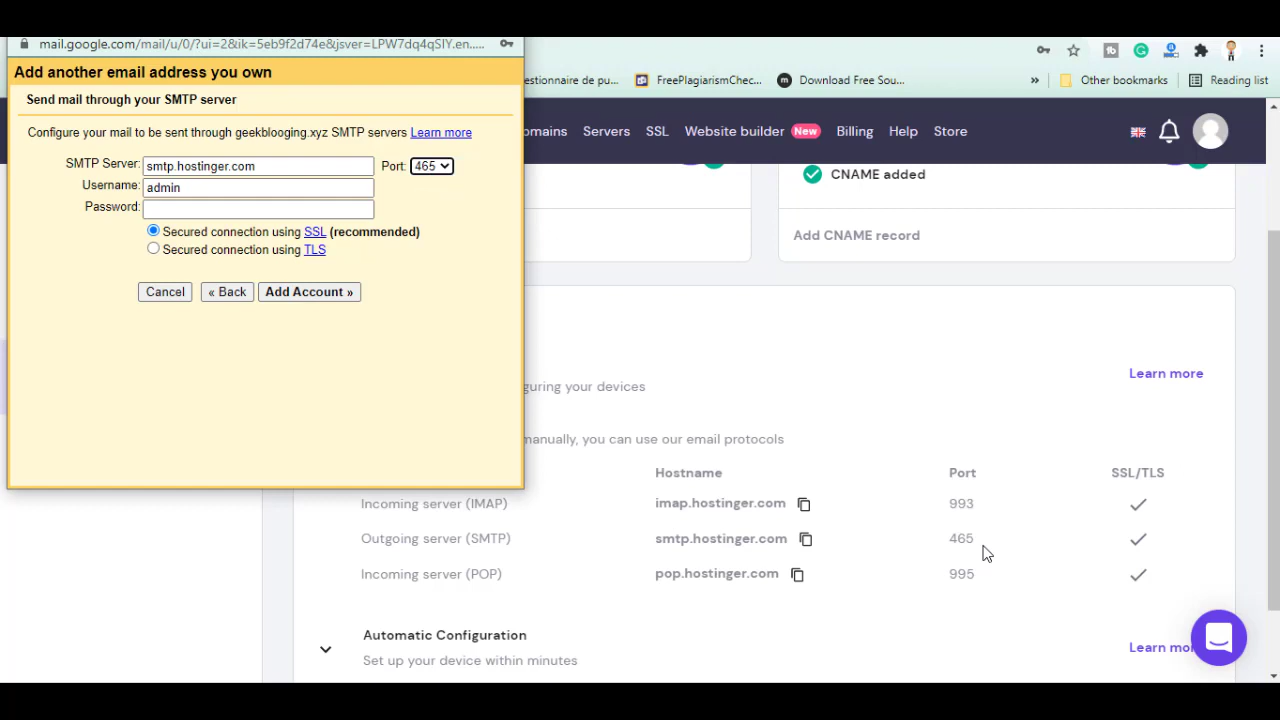 mail.google.com/mail/u/0/?ui=2&ik=5eb9f2d74e&jsver=LPW7dq4qSIY.en.....
Add another email address you own
Send mail through your SMTP server
Configure your mail to be sent through geekblooging.xyz SMTP servers Learn more
SMTP Server: smtp.hostinger.com Port: 465
Username: admin
Password:
Secured connection using SSL (recommended)
Secured connection using TLS
Cancel « Back Add Account »
estionnaire de pu... FreePlagiarismChec... Download Free Sou... » Other bookmarks Reading list
omains Servers SSL Website builder New Billing Help Store
CNAME added
Add CNAME record
Learn more
guring your devices
manually, you can use our email protocols
Hostname Port SSL/TLS
Incoming server (IMAP) imap.hostinger.com 993
Outgoing server (SMTP) smtp.hostinger.com 465
Incoming server (POP) pop.hostinger.com 995
Automatic Configuration
Set up your device within minutes
Learn mor